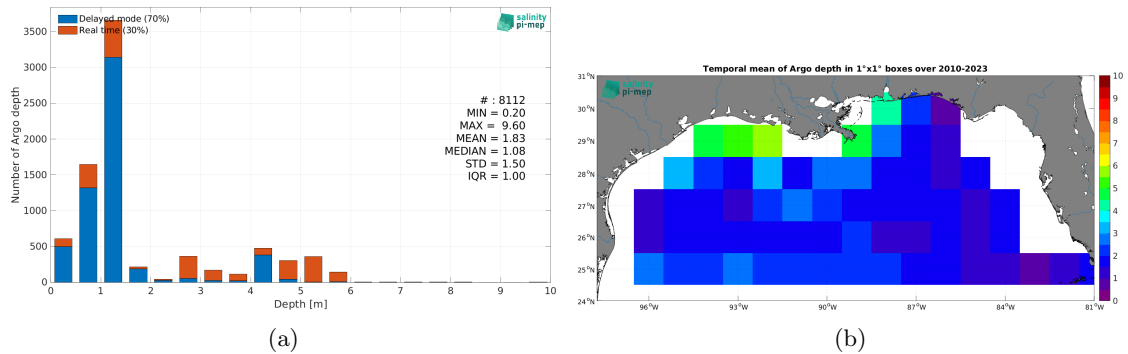 Delayed mode (70%)
Real time (30%)
salinity
pi-mep
Number of Argo depth
3500
3000
2500
2000
1500
1000
500
0
# : 8112
MIN = 0.20
MAX = 9.60
MEAN = 1.83
MEDIAN = 1.08
STD = 1.50
IQR = 1.00
0 1 2 3 4 5 6 7 8 9 10
Depth [m]
(a)
Temporal mean of Argo depth in 1°x1° boxes over 2010-2023
salinity
pi-mep
31°N
30°N
29°N
28°N
27°N
26°N
25°N
24°N
96°W 93°W 90°W 87°W 84°W 81°W
10
9
8
7
6
5
4
3
2
1
0
(b)